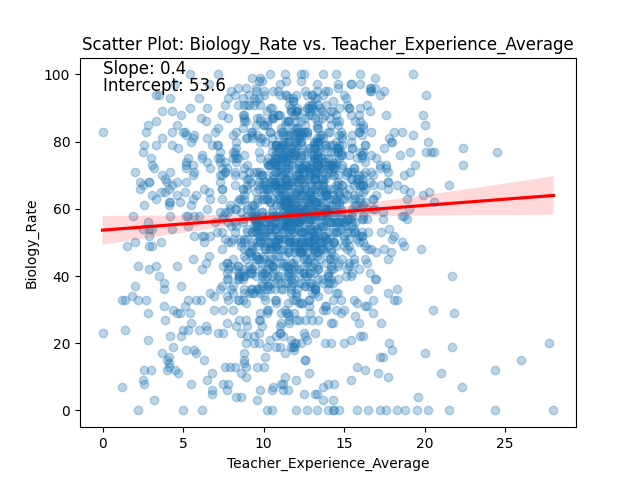 Scatter Plot: Biology_Rate vs. Teacher_Experience_Average
Slope: 0.4
Intercept: 53.6
100
80
60
40
20
0
Biology_Rate
0 5 10 15 20 25
Teacher_Experience_Average